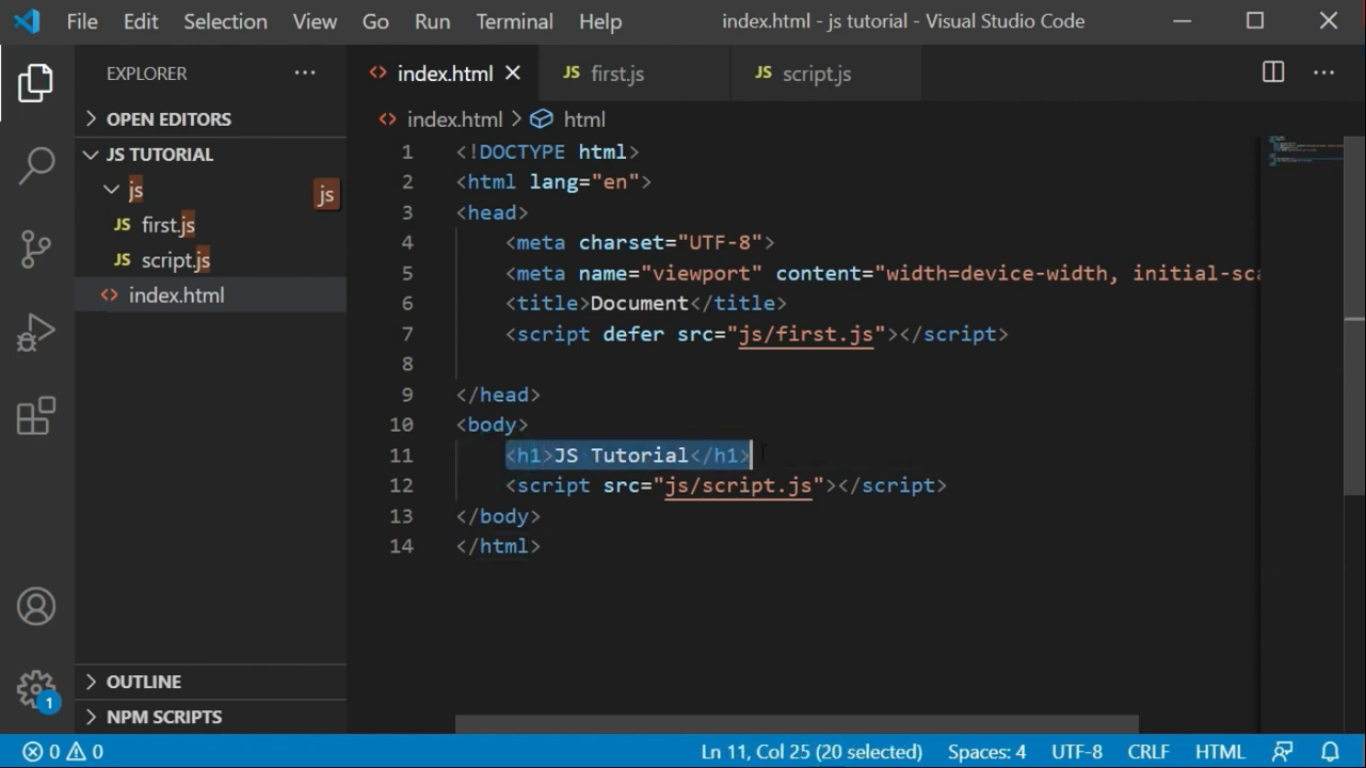 File Edit Selection View Go Run Terminal Help index.html - js tutorial - Visual Studio Code
EXPLORER
OPEN EDITORS
JS TUTORIAL
js
js
JS first.js
JS script.js
index.html
OUTLINE
NPM SCRIPTS
1
index.html
JS first.js
JS script.js
index.html > html
1 <!DOCTYPE html>
2 <html lang="en">
3 <head>
4 <meta charset="UTF-8">
5 <meta name="viewport" content="width=device-width, initial-sca
6 <title>Document</title>
7 <script defer src="js/first.js"></script>
8
9 </head>
10 <body>
11 <h1>JS Tutorial</h1>
12 <script src="js/script.js"></script>
13 </body>
14 </html>
0 0 Ln 11, Col 25 (20 selected) Spaces: 4 UTF-8 CRLF HTML